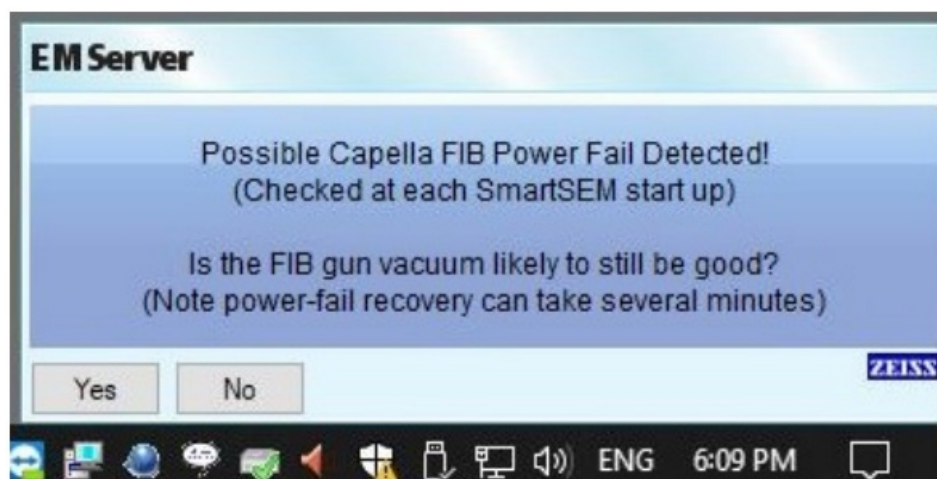 EM Server
Possible Capella FIB Power Fail Detected!
(Checked at each SmartSEM start up)
Is the FIB gun vacuum likely to still be good?
(Note power-fail recovery can take several minutes)
ZEISS
Yes
No
ENG
6:09 PM